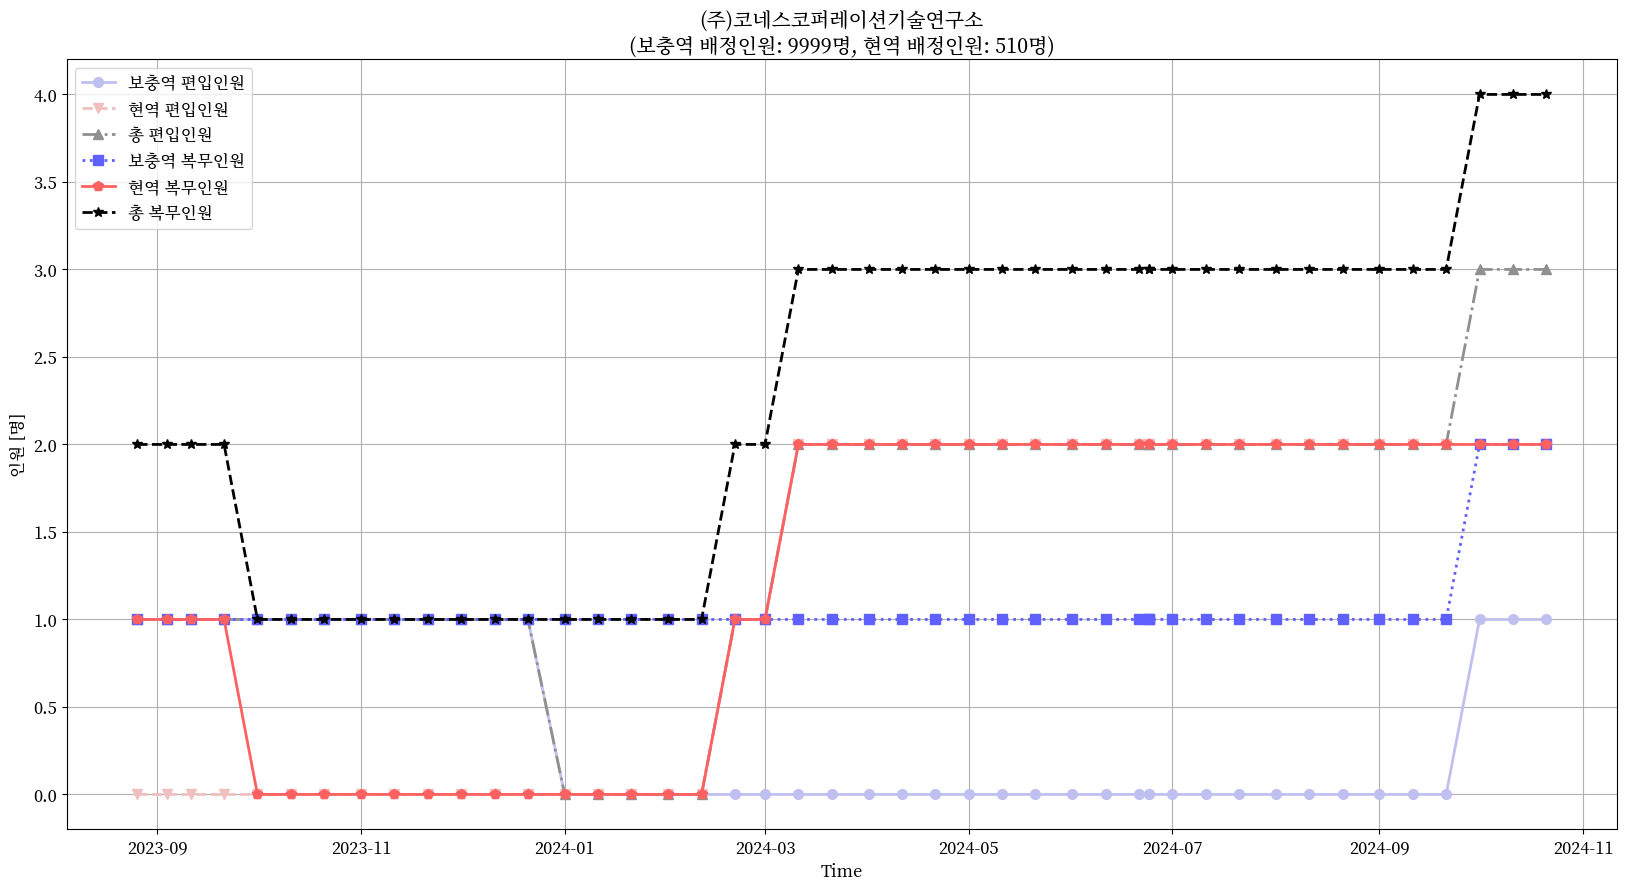 (주)코네스코퍼레이션기술연구소
(보충역 배정인원: 9999명, 현역 배정인원: 510명)
보충역 편입인원
현역 편입인원
총 편입인원
보충역 복무인원
현역 복무인원
총 복무인원
인원 [명]
4.0
3.5
3.0
2.5
2.0
1.5
1.0
0.5
0.0
2023-09
2023-11
2024-01
2024-03
2024-05
2024-07
2024-09
2024-11
Time